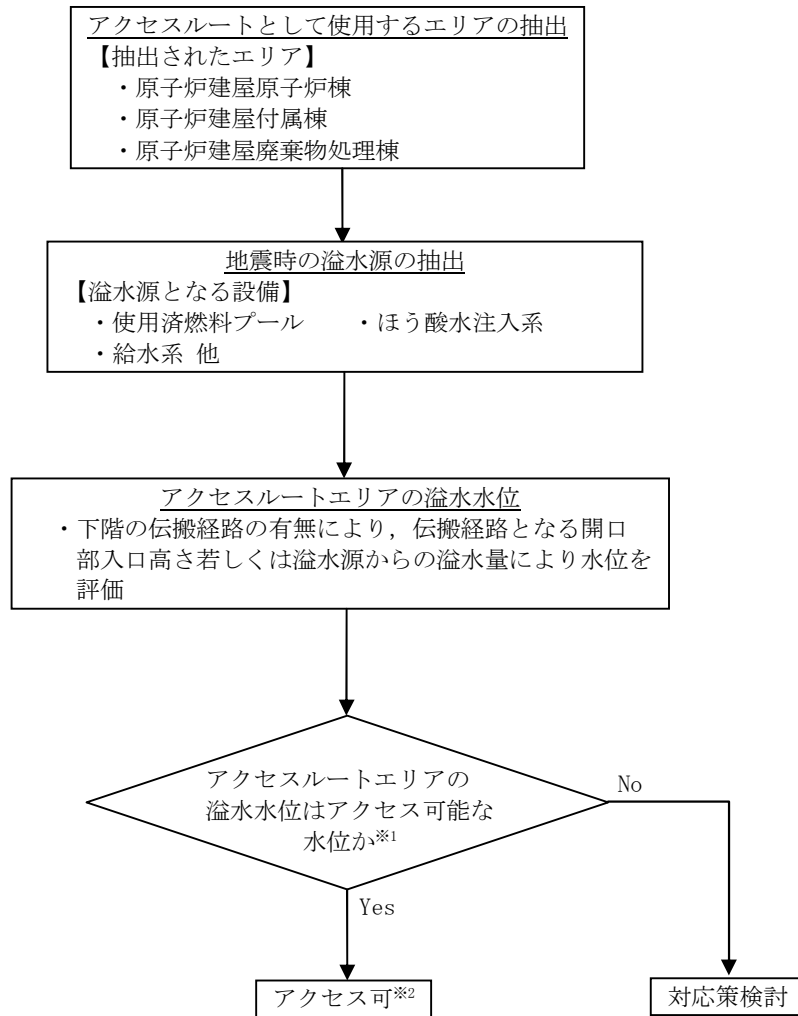 アクセスルートとして使用するエリアの抽出
【抽出されたエリア】
・原子炉建屋原子炉棟
・原子炉建屋付属棟
・原子炉建屋廃棄物処理棟
地震時の溢水源の抽出
【溢水源となる設備】
・使用済燃料プール ・ほう酸水注入系
・給水系 他
アクセスルートエリアの溢水水位
・下階の伝搬経路の有無により，伝搬経路となる開口
部入口高さ若しくは溢水源からの溢水量により水位を
評価
アクセスルートエリアの
溢水水位はアクセス可能な
水位か※1
No
Yes
アクセス可※2
対応策検討